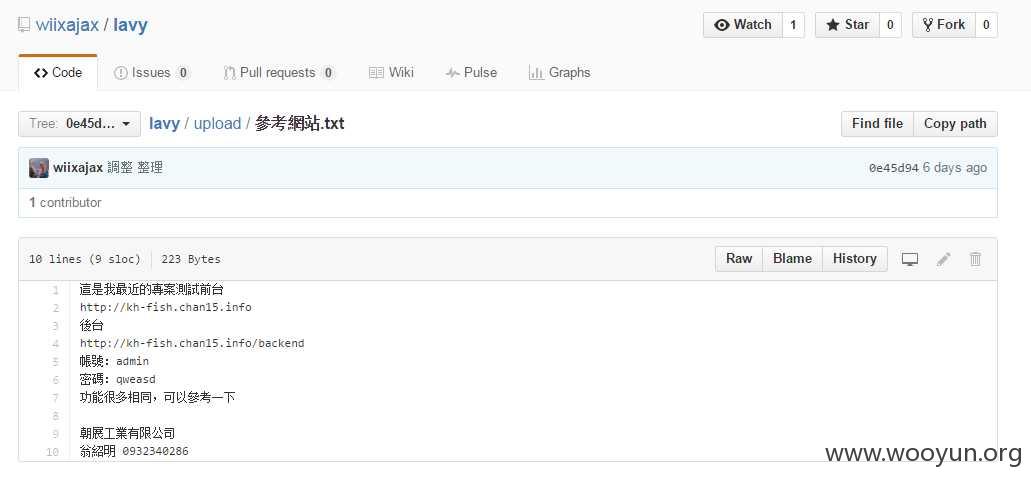 wiixajax / lavy
Watch 1 Star 0 Fork 0
Code Issues 0 Pull requests 0 Wiki Pulse Graphs
Tree: 0e45d... lavy / upload / 參考網站.txt Find file Copy path
wiixajax 調整 整理 0e45d94 6 days ago
1 contributor
10 lines (9 sloc) 223 Bytes Raw Blame History
1 這是我最近的專案測試前台
2 http://kh-fish.chan15.info
3 後台
4 http://kh-fish.chan15.info/backend
5 帳號: admin
6 密碼: qweasd
7 功能很多相同，可以參考一下
8
9 朝展工業有限公司
10 翁紹明 0932340286
www.wooyun.org